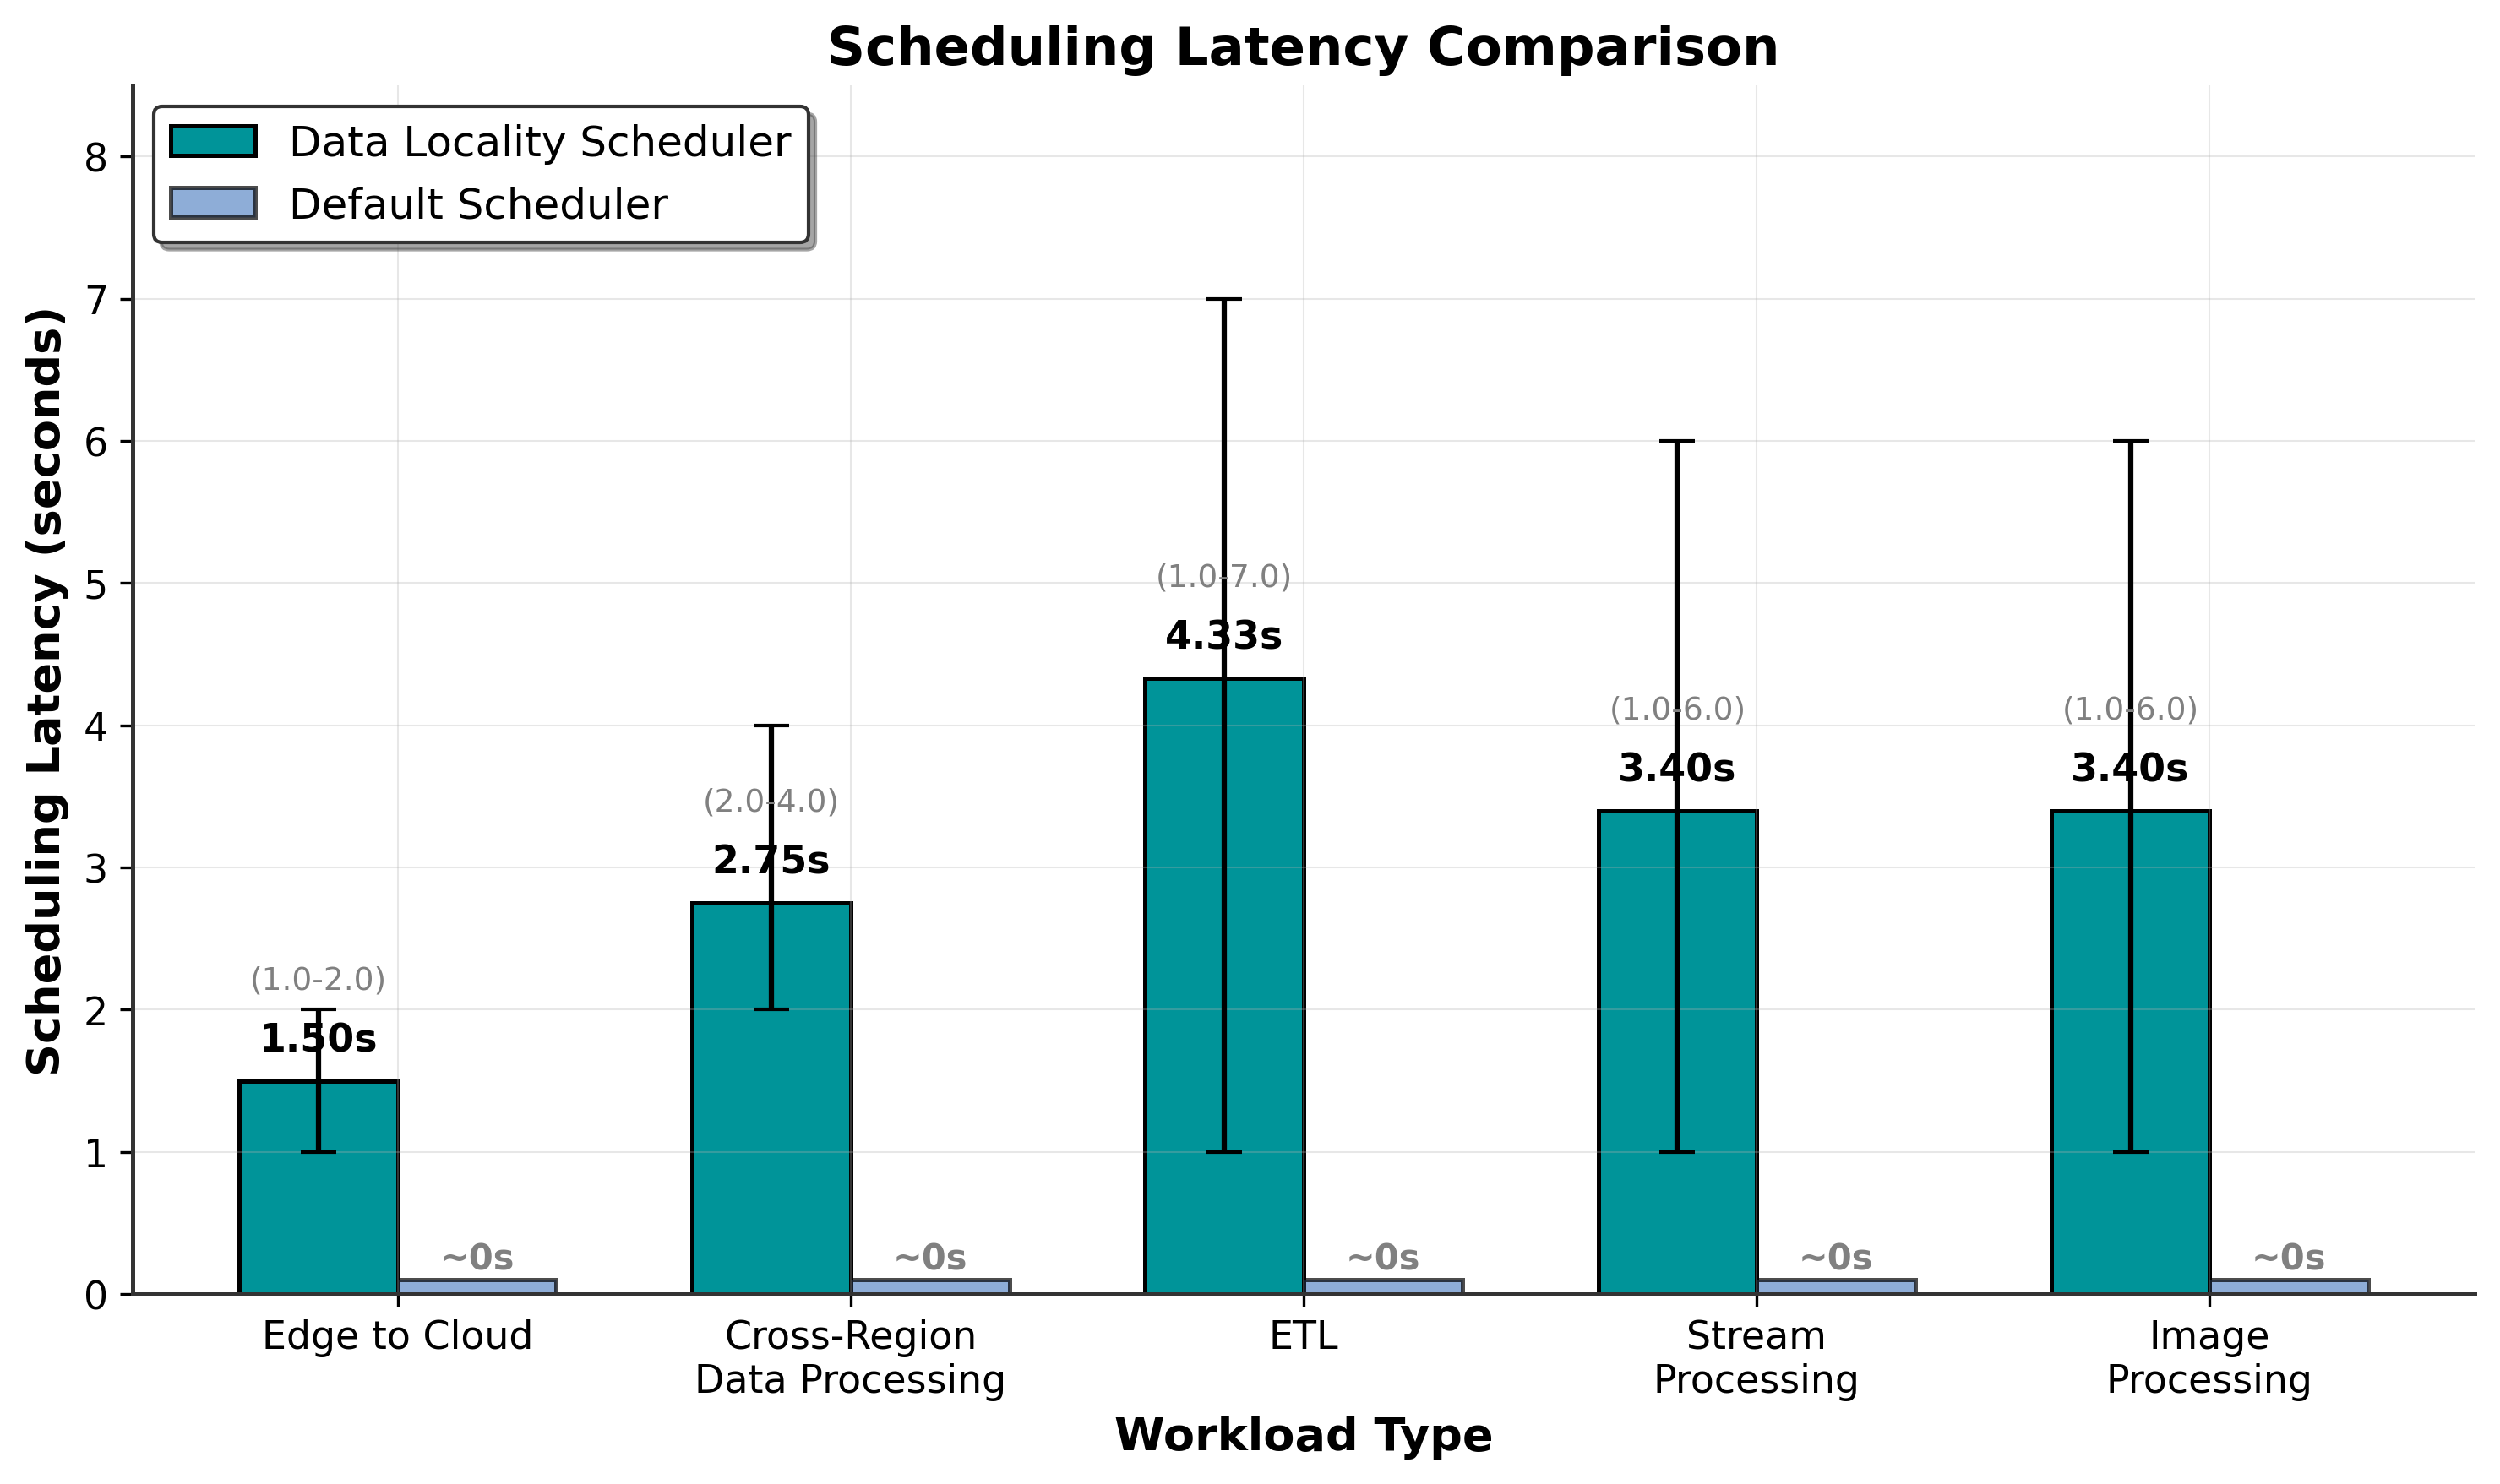 Scheduling Latency Comparison
Data Locality Scheduler
Default Scheduler
Scheduling Latency (seconds)
8
7
6
5
4
3
2
1
0
(1.0-2.0)
1.50s
~0s
(2.0-4.0)
2.75s
~0s
(1.0-7.0)
4.33s
~0s
(1.0-6.0)
3.40s
~0s
(1.0-6.0)
3.40s
~0s
Edge to Cloud
Cross-Region
Data Processing
ETL
Stream
Processing
Image
Processing
Workload Type